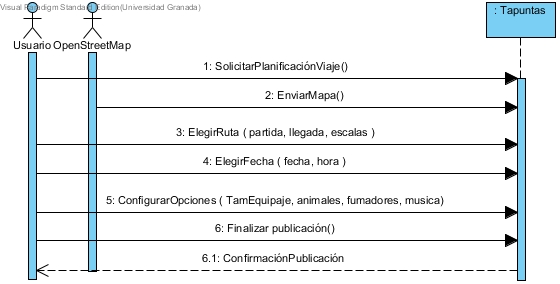 Visual Paradigm Standard Edition(Universidad Granada)
: Tapuntas
Usuario OpenStreetMap
1: SolicitarPlanificaciónViaje()
2: EnviarMapa()
3: ElegirRuta ( partida, llegada, escalas )
4: ElegirFecha ( fecha, hora )
5: ConfigurarOpciones ( TamEquipaje, animales, fumadores, musica)
6: Finalizar publicación()
6.1: ConfirmaciónPublicación